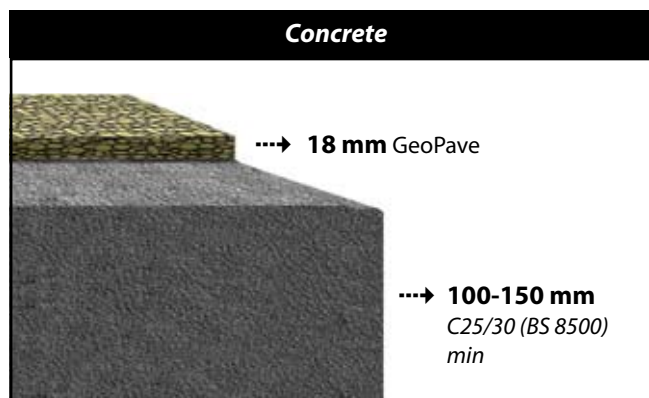 Concrete
18 mm GeoPave
100-150 mm
C25/30 (BS 8500)
min